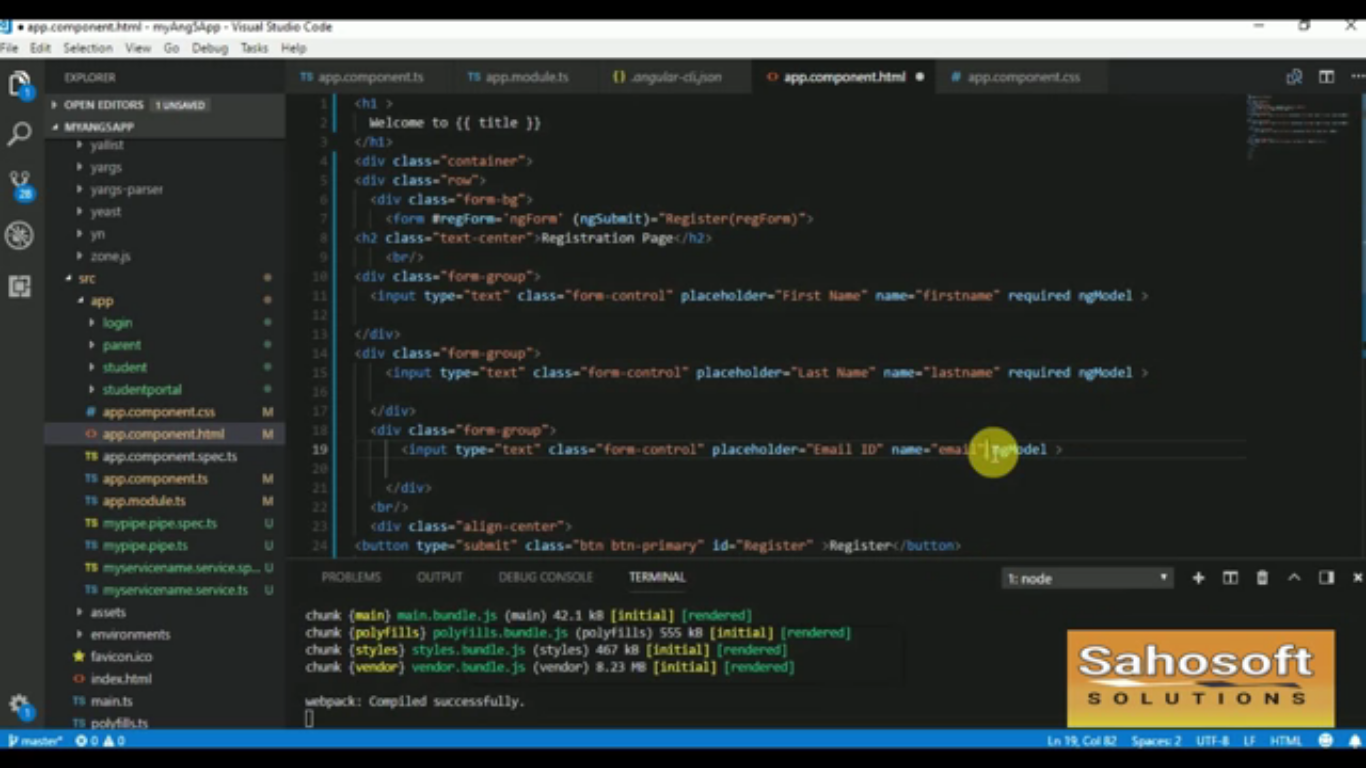 app.component.html - myAng5App - Visual Studio Code
File Edit Selection View Go Debug Tasks Help
EXPLORER
OPEN EDITORS 1 UNSAVED
MYANG5APP
yallist
yargs
yargs-parser
yeast
yn
zone.js
src
app
login
parent
student
studentportal
# app.component.css M
<> app.component.html M
TS app.component.spec.ts
TS app.component.ts M
TS app.module.ts M
TS mypipe.pipe.spec.ts U
TS mypipe.pipe.ts U
TS myservicename.service.sp... U
TS myservicename.service.ts U
assets
environments
favicon.ico
<> index.html
TS main.ts
TS polyfills.ts
TS app.component.ts TS app.module.ts {} .angular-cli.json <> app.component.html # app.component.css
1 <h1 >
2 Welcome to {{ title }}
3 </h1>
4 <div class="container">
5 <div class="row">
6 <div class="form-bg">
7 <form #regForm='ngForm' (ngSubmit)="Register(regForm)">
8 <h2 class="text-center">Registration Page</h2>
9 <br/>
10 <div class="form-group">
11 <input type="text" class="form-control" placeholder="First Name" name="firstname" required ngModel >
12
13 </div>
14 <div class="form-group">
15 <input type="text" class="form-control" placeholder="Last Name" name="lastname" required ngModel >
16
17 </div>
18 <div class="form-group">
19 <input type="text" class="form-control" placeholder="Email ID" name="email" ngModel >
20
21 </div>
22 <br/>
23 <div class="align-center">
24 <button type="submit" class="btn btn-primary" id="Register" >Register</button>
PROBLEMS OUTPUT DEBUG CONSOLE TERMINAL 1: node
chunk {main} main.bundle.js (main) 42.1 kB [initial] [rendered]
chunk {polyfills} polyfills.bundle.js (polyfills) 555 kB [initial] [rendered]
chunk {styles} styles.bundle.js (styles) 467 kB [initial] [rendered]
chunk {vendor} vendor.bundle.js (vendor) 8.23 MB [initial] [rendered]
webpack: Compiled successfully.
Sahosoft
SOLUTIONS
1
28
1
master* 0 0 Ln 19, Col 82 Spaces: 2 UTF-8 LF HTML